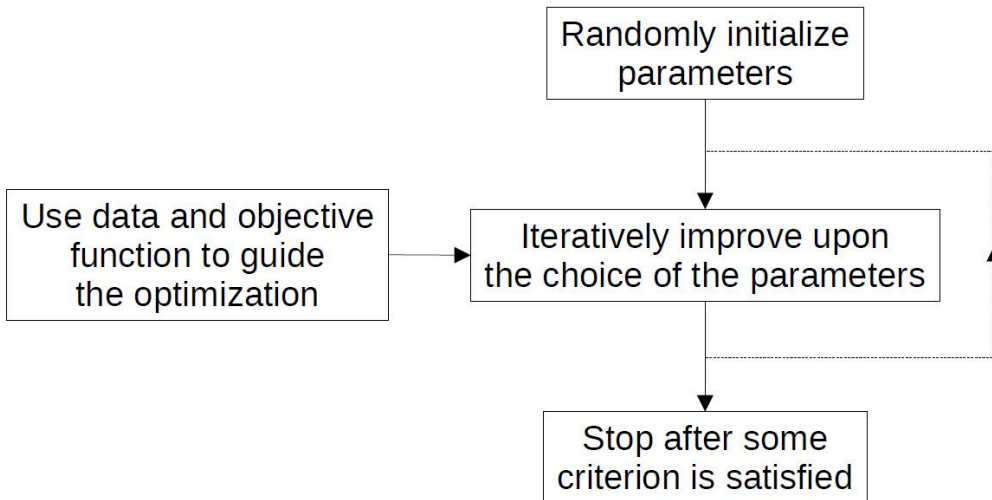 Randomly initialize
parameters
Use data and objective
function to guide
the optimization
Iteratively improve upon
the choice of the parameters
Stop after some
criterion is satisfied